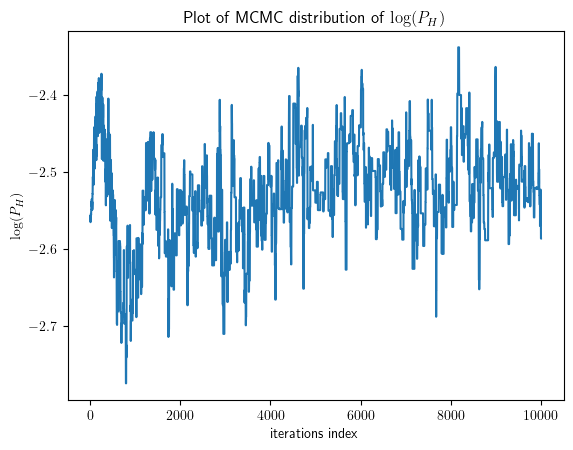 Plot of MCMC distribution of log(P_H)
log(P_H)
−2.4
−2.5
−2.6
−2.7
0 2000 4000 6000 8000 10000
iterations index